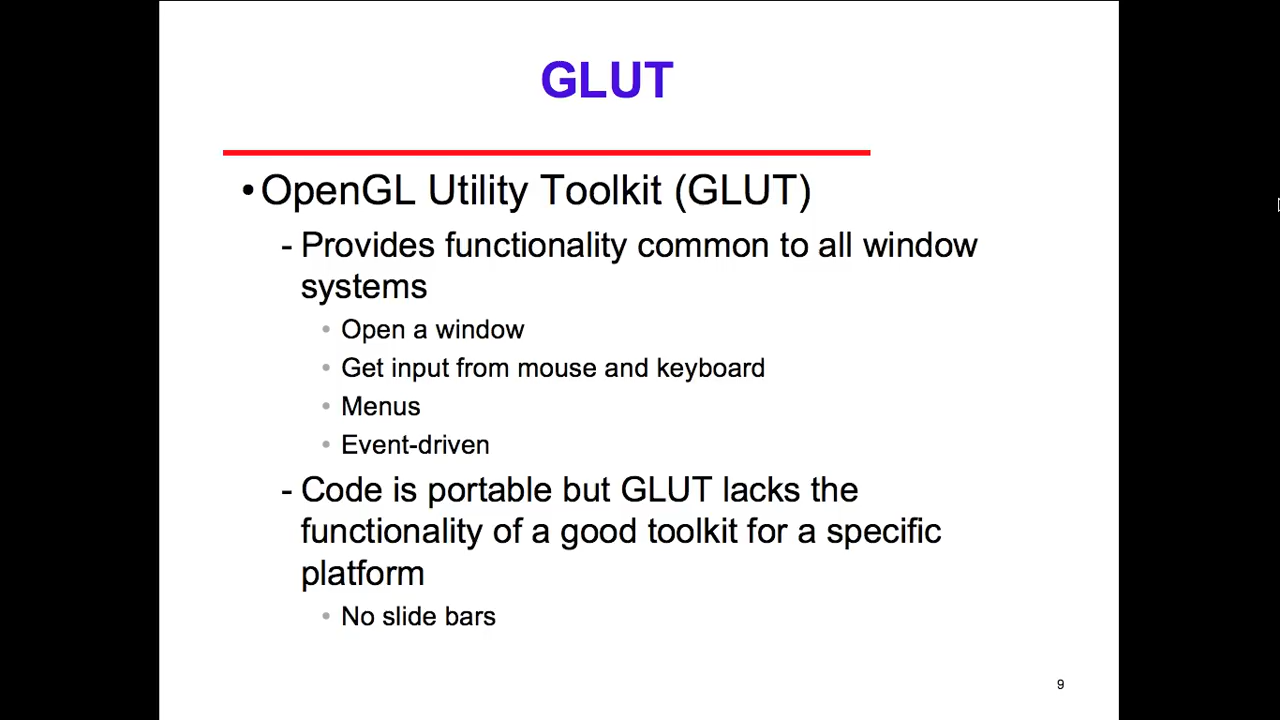 GLUT
•OpenGL Utility Toolkit (GLUT)
- Provides functionality common to all window
systems
• Open a window
• Get input from mouse and keyboard
• Menus
• Event-driven
- Code is portable but GLUT lacks the
functionality of a good toolkit for a specific
platform
• No slide bars
9